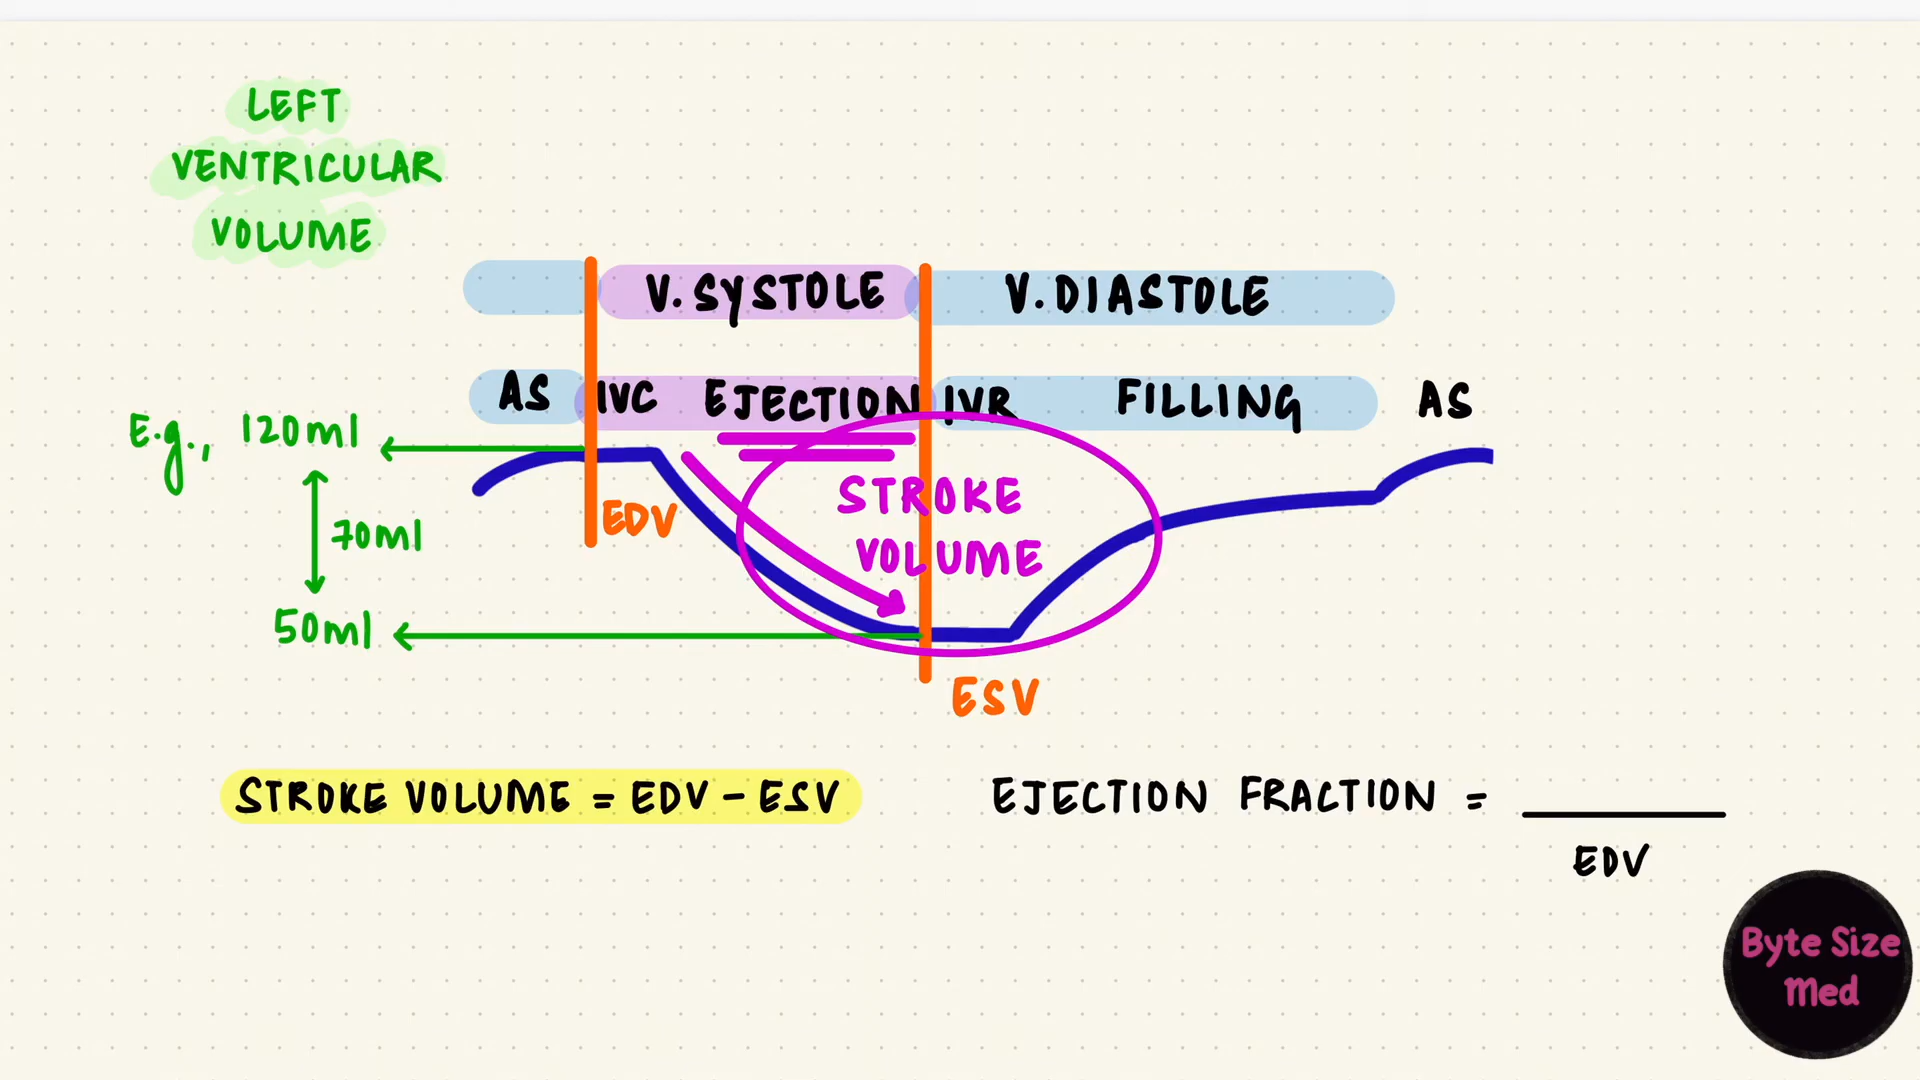 LEFT
VENTRICULAR
VOLUME
V. SYSTOLE V. DIASTOLE
AS IVC EJECTION IVR FILLING AS
E.g., 120ml
STROKE
EDV
70ml
VOLUME
50ml
ESV
STROKE VOLUME = EDV - ESV
EJECTION FRACTION =
EDV
Byte Size
Med